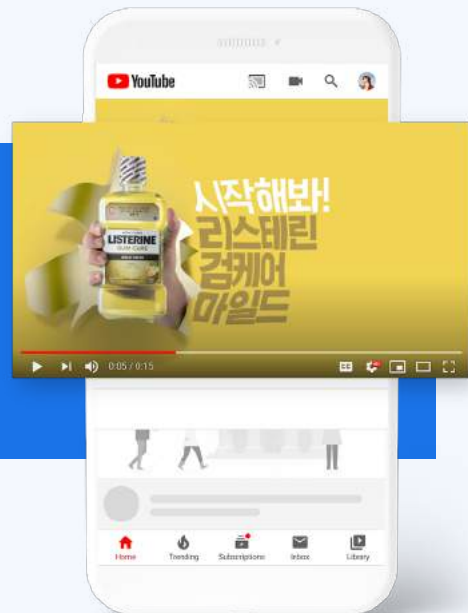 YouTube
시작해봐!
리스테린
검케어
마일드
LISTERINE
GUM CARE
0:05 / 0:15
Home
Trending
Subscriptions
Inbox
Library